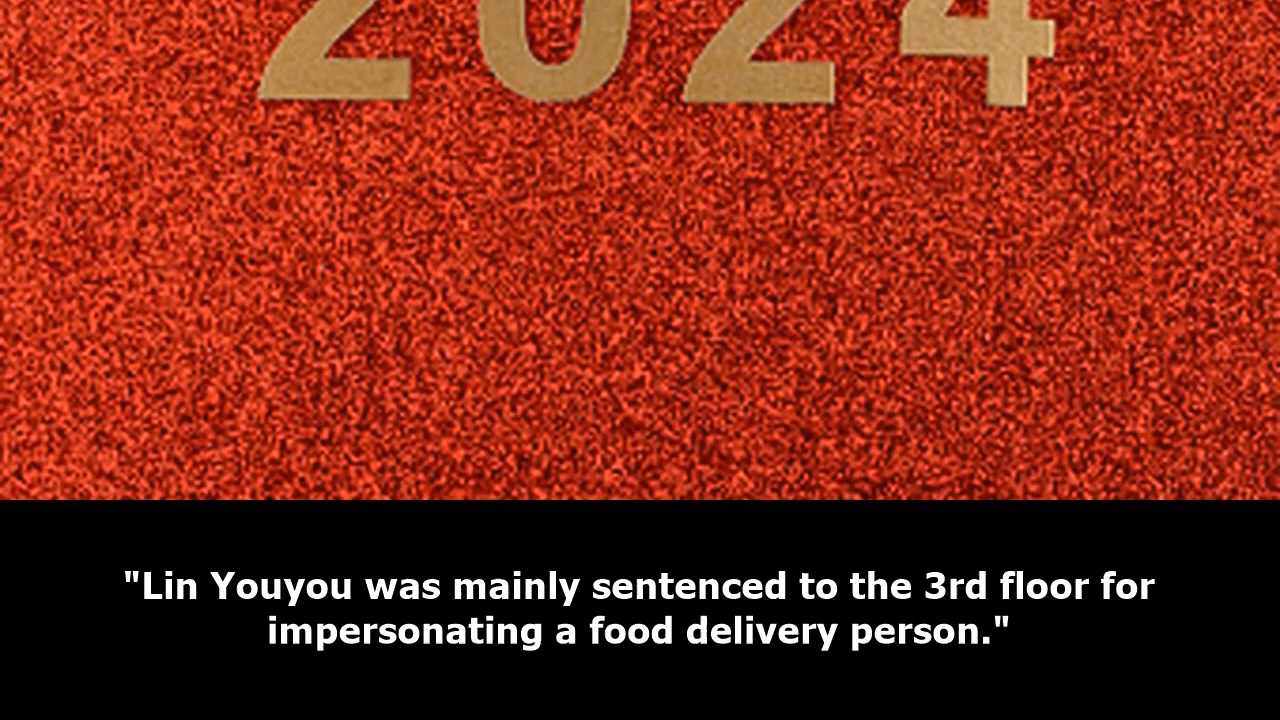 2024
"Lin Youyou was mainly sentenced to the 3rd floor for
impersonating a food delivery person."